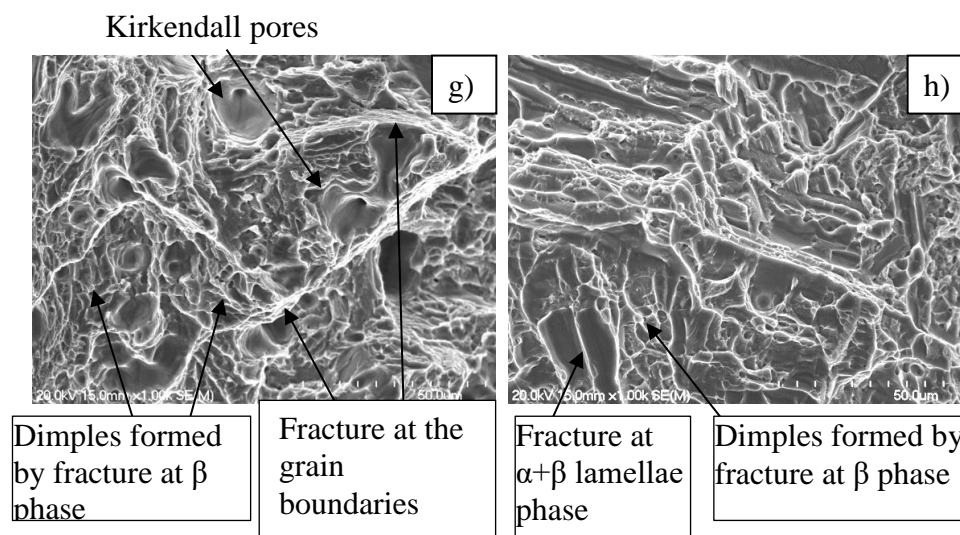 Kirkendall pores
g)
h)
20.0kV 15.0mm x1.00k SE(M)
50.0um
20.0kV 15.0mm x1.00k SE(M)
50.0um
Dimples formed
by fracture at β
phase
Fracture at the
grain
boundaries
Fracture at
α+β lamellae
phase
Dimples formed by
fracture at β phase